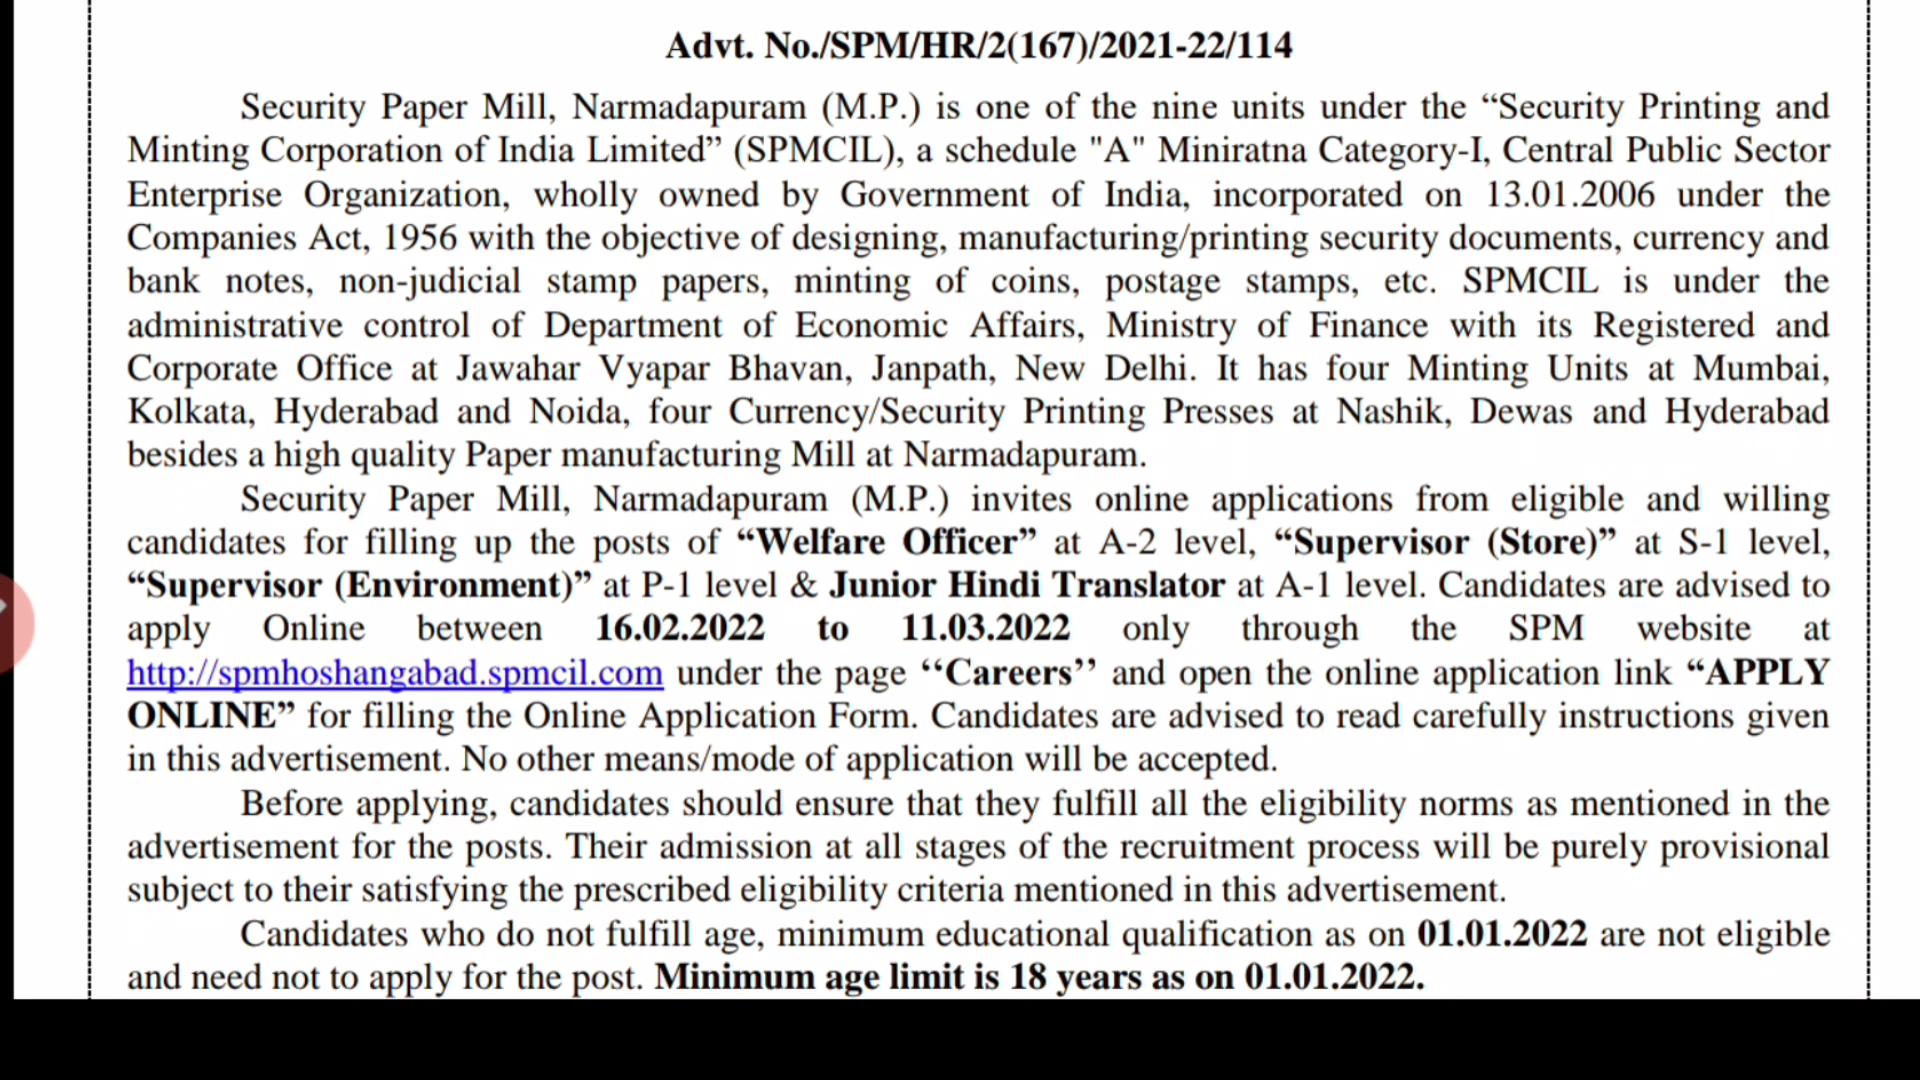 Advt. No./SPM/HR/2(167)/2021-22/114
Security Paper Mill, Narmadapuram (M.P.) is one of the nine units under the “Security Printing and
Minting Corporation of India Limited” (SPMCIL), a schedule "A" Miniratna Category-I, Central Public Sector
Enterprise Organization, wholly owned by Government of India, incorporated on 13.01.2006 under the
Companies Act, 1956 with the objective of designing, manufacturing/printing security documents, currency and
bank notes, non-judicial stamp papers, minting of coins, postage stamps, etc. SPMCIL is under the
administrative control of Department of Economic Affairs, Ministry of Finance with its Registered and
Corporate Office at Jawahar Vyapar Bhavan, Janpath, New Delhi. It has four Minting Units at Mumbai,
Kolkata, Hyderabad and Noida, four Currency/Security Printing Presses at Nashik, Dewas and Hyderabad
besides a high quality Paper manufacturing Mill at Narmadapuram.
Security Paper Mill, Narmadapuram (M.P.) invites online applications from eligible and willing
candidates for filling up the posts of “Welfare Officer” at A-2 level, “Supervisor (Store)” at S-1 level,
“Supervisor (Environment)” at P-1 level & Junior Hindi Translator at A-1 level. Candidates are advised to
apply Online between 16.02.2022 to 11.03.2022 only through the SPM website at
http://spmhoshangabad.spmcil.com under the page ‘‘Careers’’ and open the online application link “APPLY
ONLINE” for filling the Online Application Form. Candidates are advised to read carefully instructions given
in this advertisement. No other means/mode of application will be accepted.
Before applying, candidates should ensure that they fulfill all the eligibility norms as mentioned in the
advertisement for the posts. Their admission at all stages of the recruitment process will be purely provisional
subject to their satisfying the prescribed eligibility criteria mentioned in this advertisement.
Candidates who do not fulfill age, minimum educational qualification as on 01.01.2022 are not eligible
and need not to apply for the post. Minimum age limit is 18 years as on 01.01.2022.